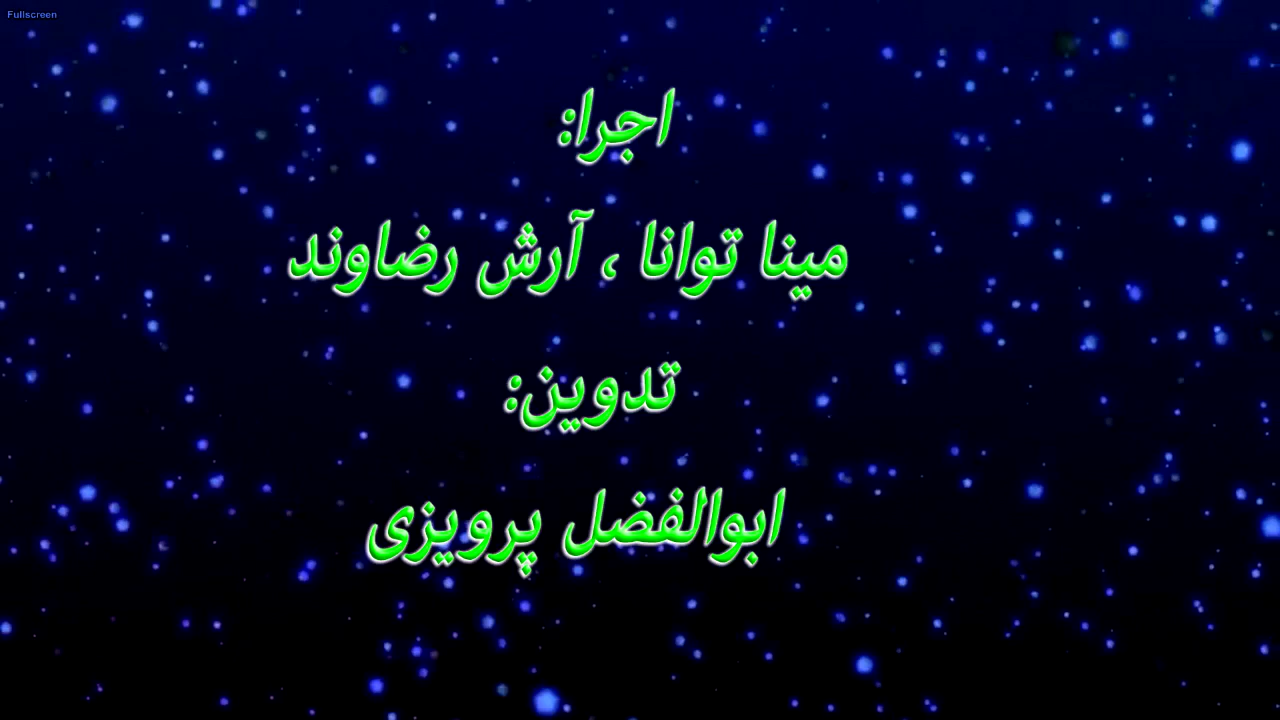 Fullscreen
اجرا:
مینا توانا ، آرش رضاوند
تدوین:
ابوالفضل پرویزی